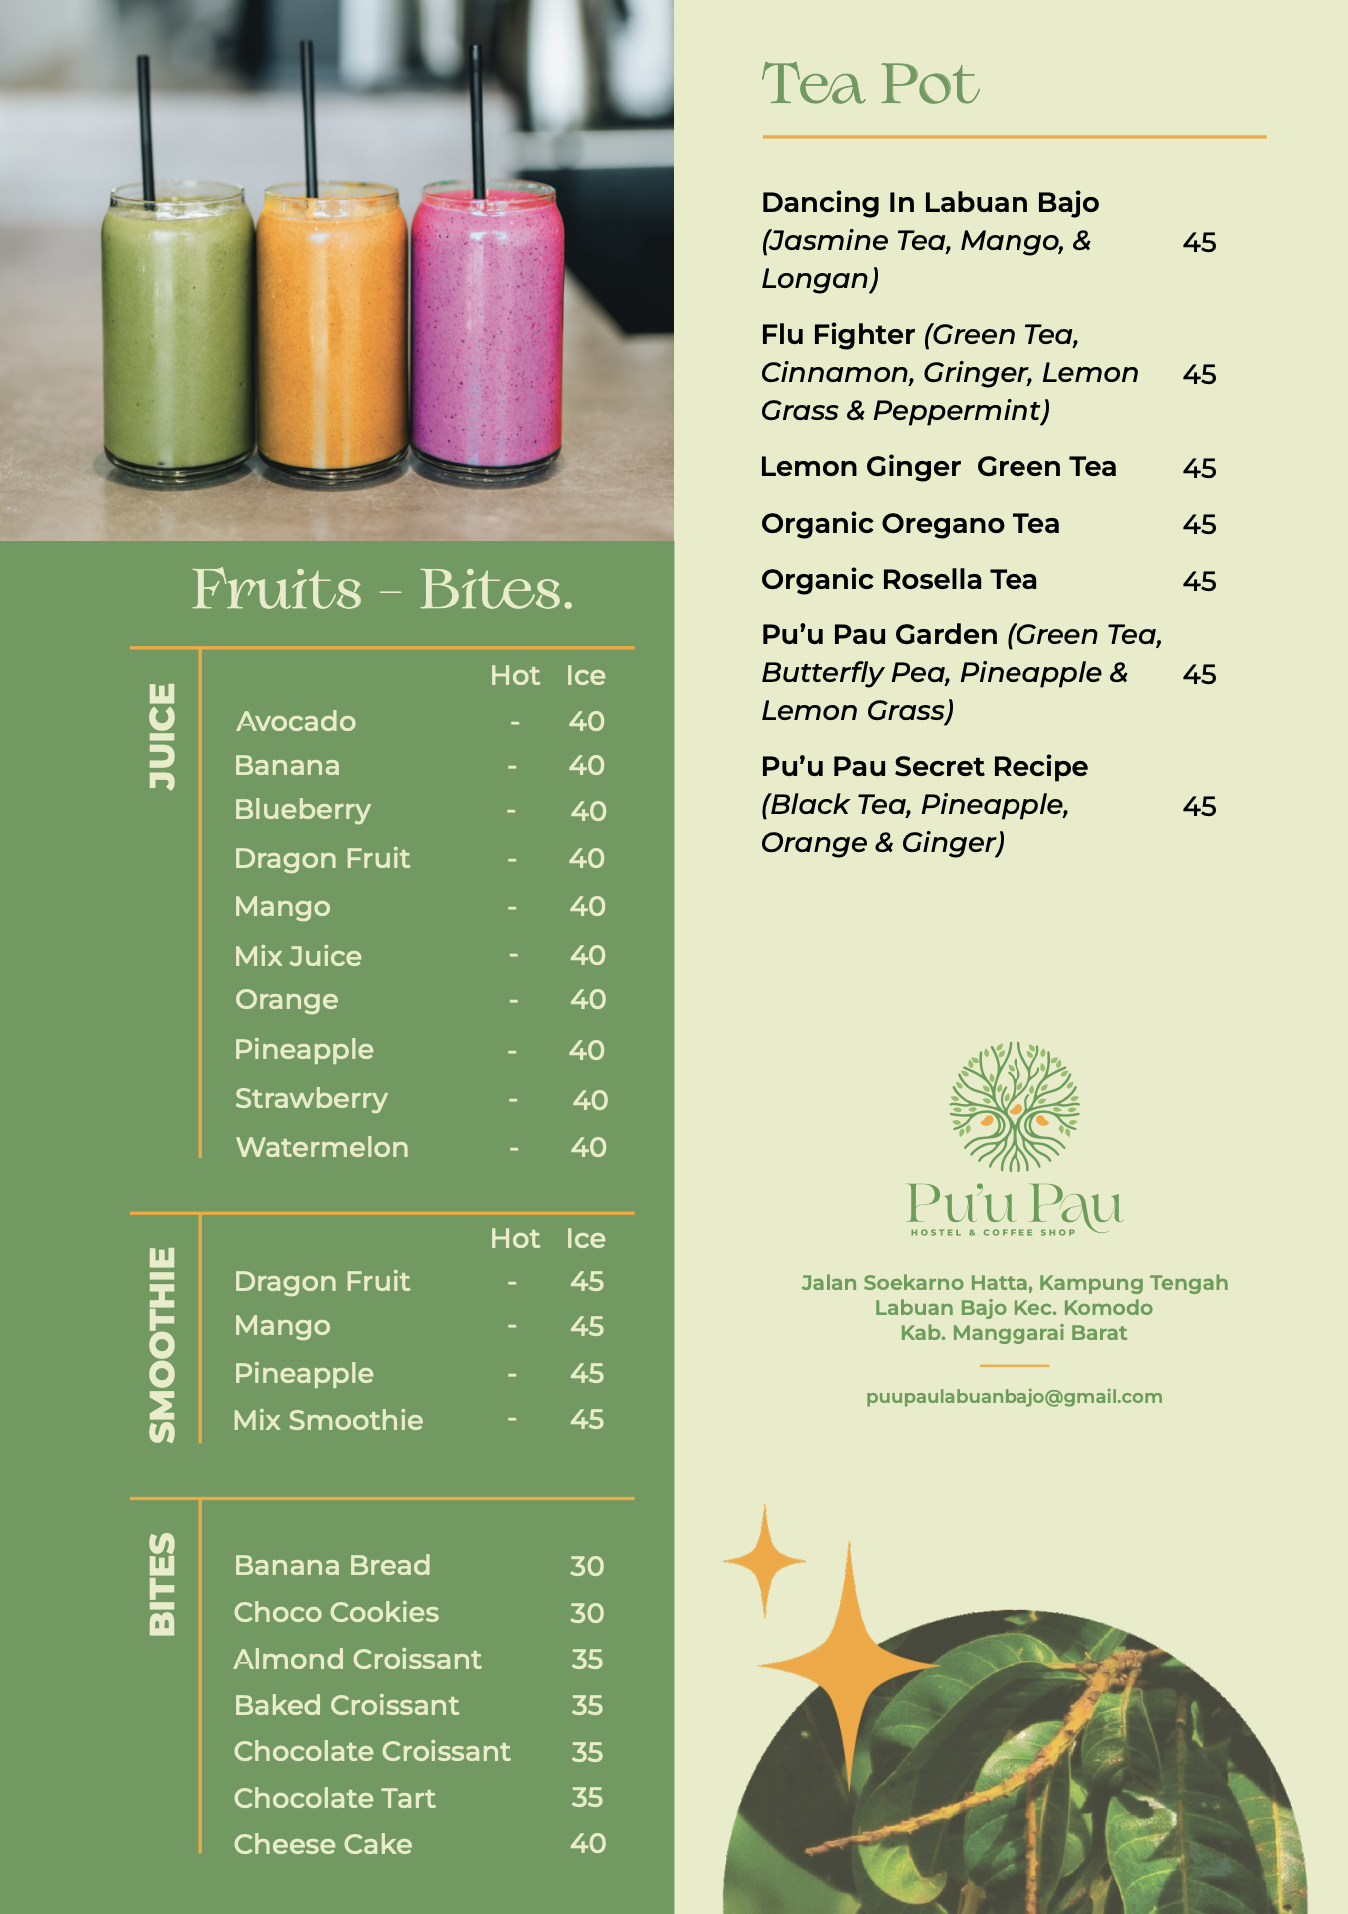 Fruits - Bites.
JUICE
Hot Ice
Avocado - 40
Banana - 40
Blueberry - 40
Dragon Fruit - 40
Mango - 40
Mix Juice - 40
Orange - 40
Pineapple - 40
Strawberry - 40
Watermelon - 40
SMOOTHIE
Hot Ice
Dragon Fruit - 45
Mango - 45
Pineapple - 45
Mix Smoothie - 45
BITES
Banana Bread 30
Choco Cookies 30
Almond Croissant 35
Baked Croissant 35
Chocolate Croissant 35
Chocolate Tart 35
Cheese Cake 40
Tea Pot
Dancing In Labuan Bajo
(Jasmine Tea, Mango, & 45
Longan)
Flu Fighter (Green Tea,
Cinnamon, Gringer, Lemon 45
Grass & Peppermint)
Lemon Ginger Green Tea 45
Organic Oregano Tea 45
Organic Rosella Tea 45
Pu’u Pau Garden (Green Tea,
Butterfly Pea, Pineapple & 45
Lemon Grass)
Pu’u Pau Secret Recipe
(Black Tea, Pineapple, 45
Orange & Ginger)
Pu'u Pau
HOSTEL & COFFEE SHOP
Jalan Soekarno Hatta, Kampung Tengah
Labuan Bajo Kec. Komodo
Kab. Manggarai Barat
puupaulabuanbajo@gmail.com